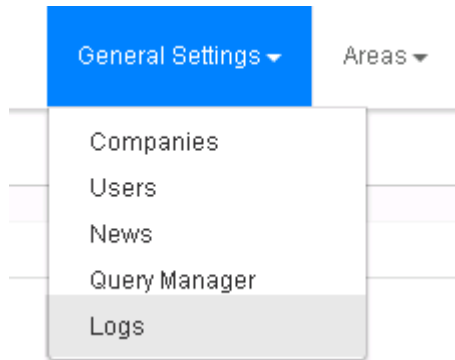 General Settings Areas
Companies
Users
News
Query Manager
Logs